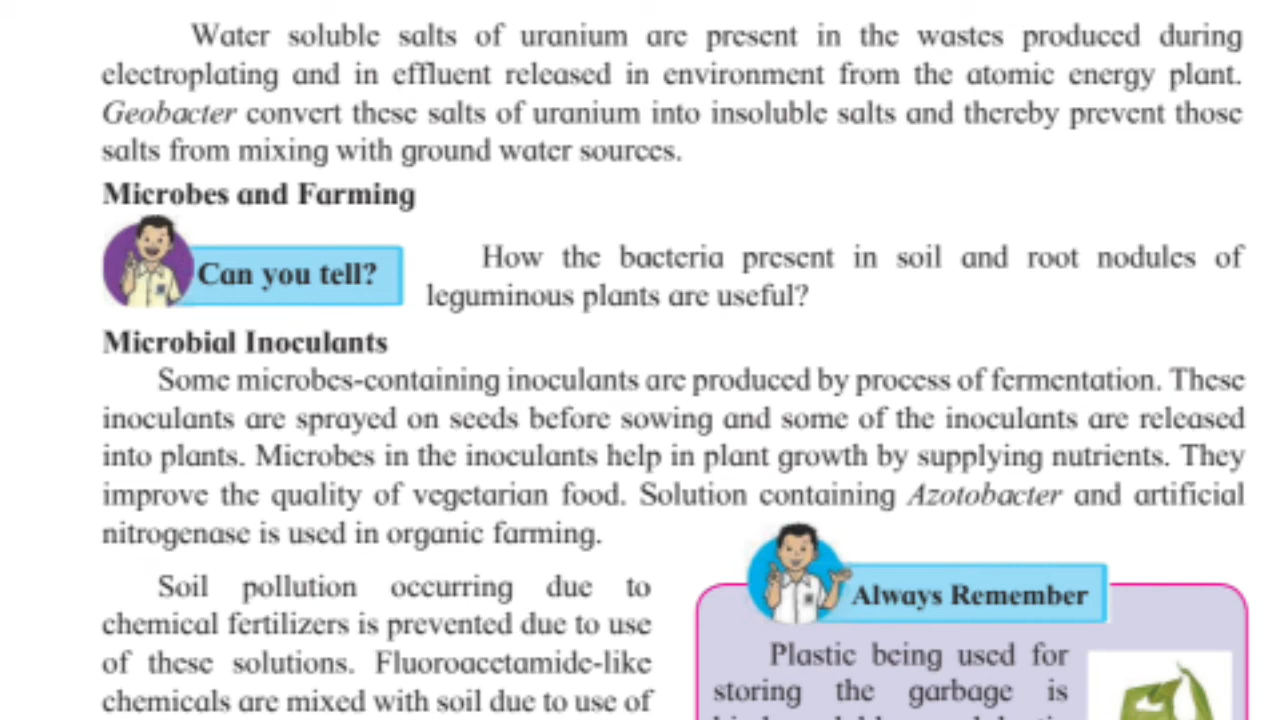 Water soluble salts of uranium are present in the wastes produced during
electroplating and in effluent released in environment from the atomic energy plant.
Geobacter convert these salts of uranium into insoluble salts and thereby prevent those
salts from mixing with ground water sources.
Microbes and Farming
Can you tell?
How the bacteria present in soil and root nodules of
leguminous plants are useful?
Microbial Inoculants
Some microbes-containing inoculants are produced by process of fermentation. These
inoculants are sprayed on seeds before sowing and some of the inoculants are released
into plants. Microbes in the inoculants help in plant growth by supplying nutrients. They
improve the quality of vegetarian food. Solution containing Azotobacter and artificial
nitrogenase is used in organic farming.
Soil pollution occurring due to
chemical fertilizers is prevented due to use
of these solutions. Fluoroacetamide-like
chemicals are mixed with soil due to use of
Always Remember
Plastic being used for
storing the garbage is